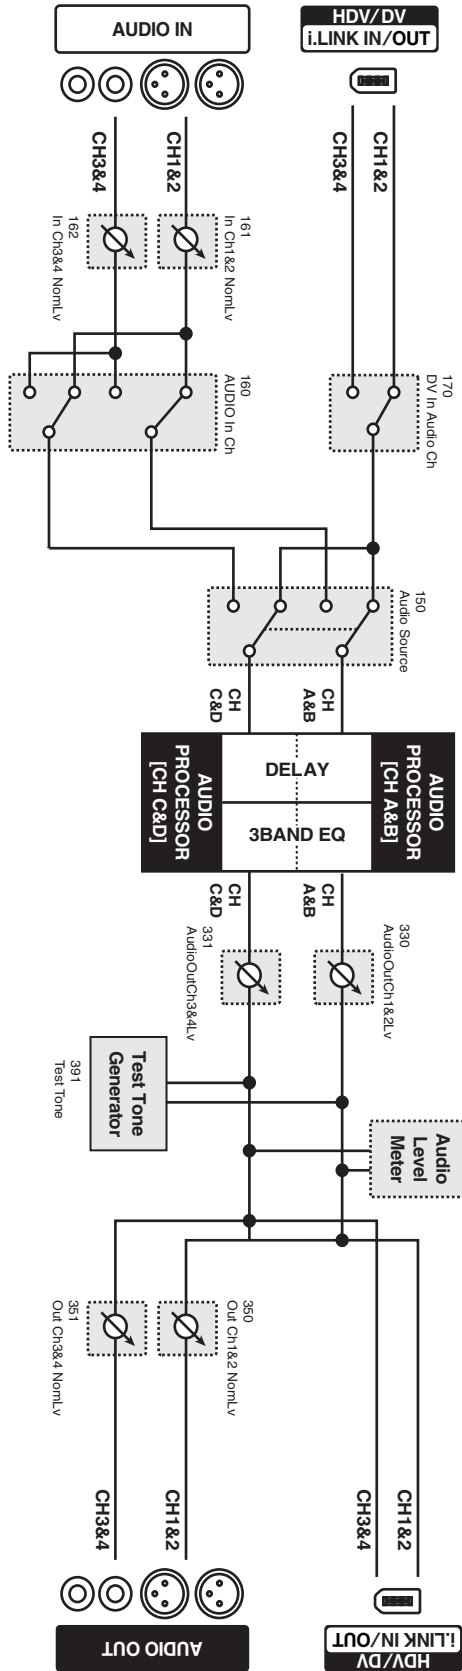 AUDIO IN
HDV/DV
i.LINK IN/OUT
CH3&4
CH1&2
CH3&4
CH1&2
162
In Ch3&4 NomLv
161
In Ch1&2 NomLv
160
AUDIO In Ch
170
DV In Audio Ch
150
Audio Source
CH
C&D
CH
A&B
AUDIO
PROCESSOR
[CH C&D]
DELAY
3BAND EQ
AUDIO
PROCESSOR
[CH A&B]
CH
C&D
CH
A&B
331
AudioOutCh3&4Lv
330
AudioOutCh1&2Lv
Test Tone
Generator
391
Test Tone
Audio
Level
Meter
351
Out Ch3&4 NomLv
350
Out Ch1&2 NomLv
CH3&4
CH1&2
CH3&4
CH1&2
AUDIO OUT
HDV/DV
i.LINK IN/OUT